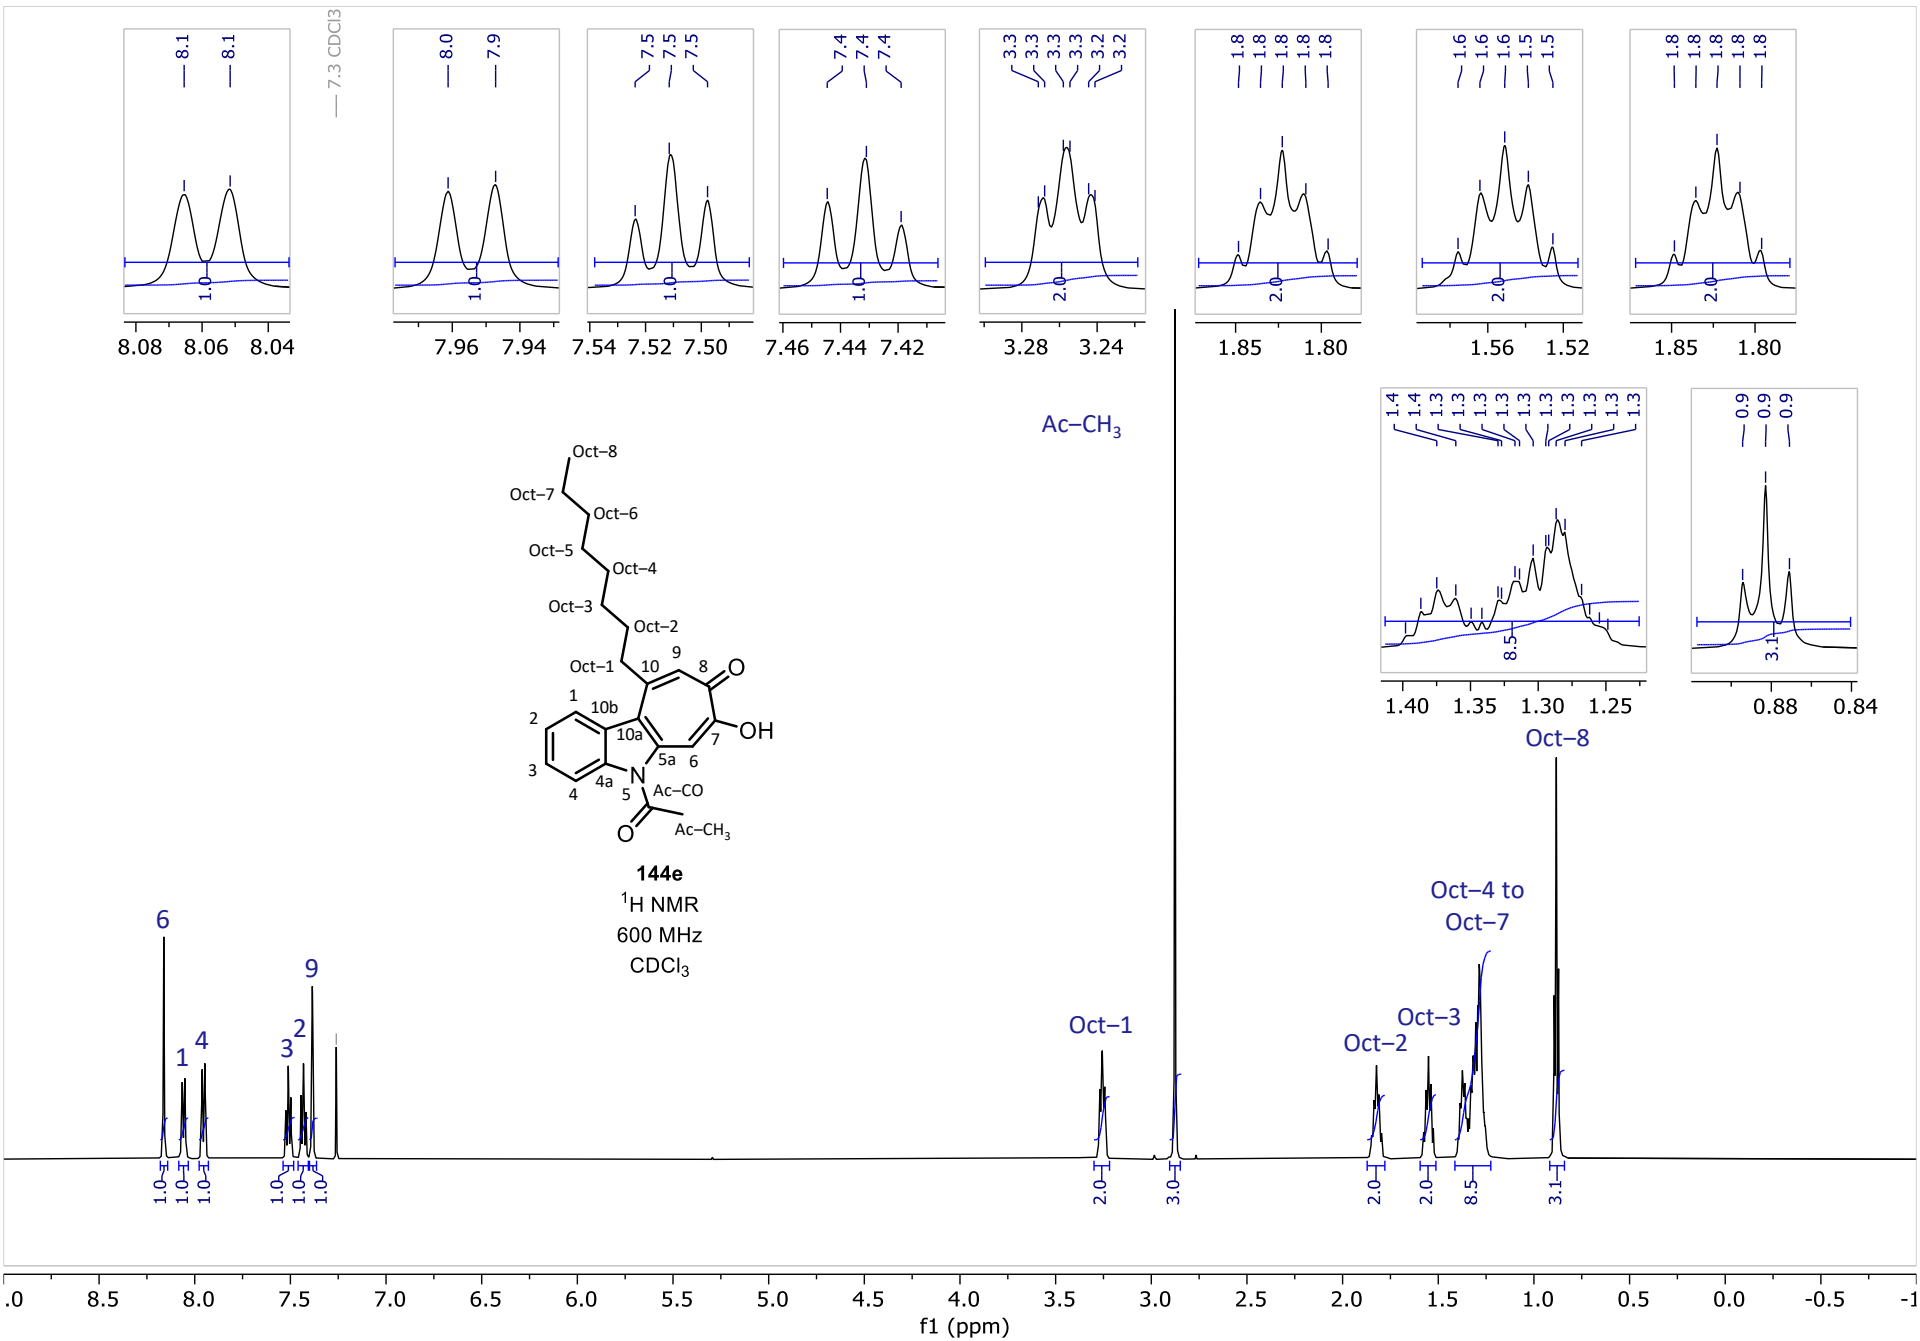 8.1 8.1
7.3 CDCl3
8.0 7.9
7.5 7.5 7.5
7.4 7.4 7.4
3.3 3.3 3.3 3.3 3.2 3.2
1.8 1.8 1.8 1.8 1.8
1.6 1.6 1.6 1.5 1.5
1.8 1.8 1.8 1.8 1.8
1.0
1.0
1.0
1.0
2.0
2.0
2.0
2.0
8.08 8.06 8.04
7.96 7.94
7.54 7.52 7.50
7.46 7.44 7.42
3.28 3.24
1.85 1.80
1.56 1.52
1.85 1.80
1.4 1.4 1.3 1.3 1.3 1.3 1.3 1.3 1.3 1.3 1.3 1.3
0.9 0.9 0.9
8.5
3.1
1.40 1.35 1.30 1.25
0.88 0.84
Ac–CH3
Oct–8
Oct–7
Oct–6
Oct–5
Oct–4
Oct–3
Oct–2
Oct–1
10
9
8
O
1
10b
2
10a
7
OH
3
5a
6
4a
N
4
5
Ac–CO
O
Ac–CH3
144e
1H NMR
600 MHz
CDCl3
6
1
4
3
2
9
Oct–1
Oct–2
Oct–3
Oct–4 to
Oct–7
Oct–8
1.0 1.0 1.0 1.0 1.0 1.0 2.0 3.0 2.0 2.0 8.5 3.1
.0 8.5 8.0 7.5 7.0 6.5 6.0 5.5 5.0 4.5 4.0 3.5 3.0 2.5 2.0 1.5 1.0 0.5 0.0 -0.5 -1
f1 (ppm)